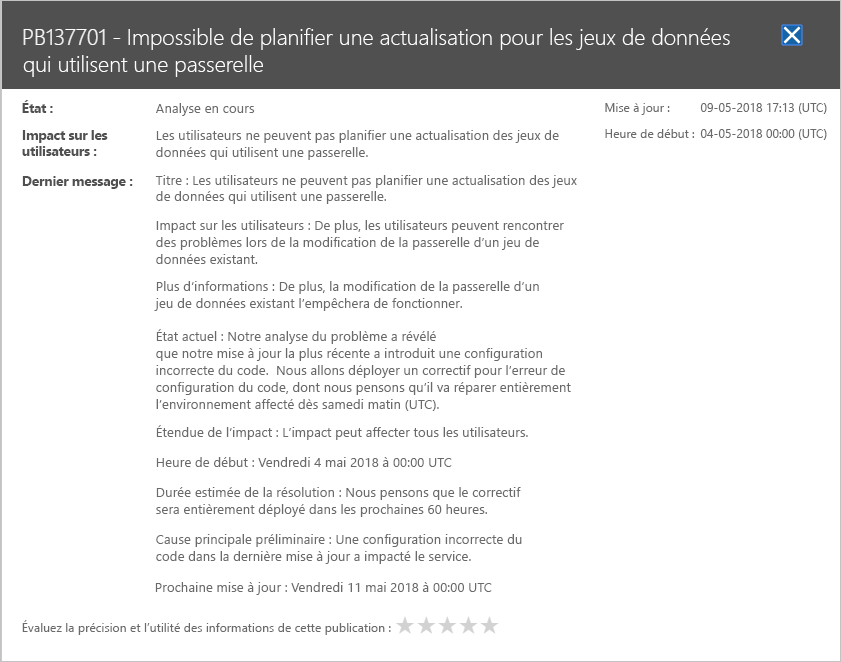 PB137701 - Impossible de planifier une actualisation pour les jeux de données
qui utilisent une passerelle
État :
Analyse en cours
Mise à jour :
09-05-2018 17:13 (UTC)
Heure de début :
04-05-2018 00:00 (UTC)
Impact sur les
utilisateurs :
Les utilisateurs ne peuvent pas planifier une actualisation des jeux de
données qui utilisent une passerelle.
Dernier message :
Titre : Les utilisateurs ne peuvent pas planifier une actualisation des jeux
de données qui utilisent une passerelle.
Impact sur les utilisateurs : De plus, les utilisateurs peuvent rencontrer
des problèmes lors de la modification de la passerelle d’un jeu de
données existant.
Plus d’informations : De plus, la modification de la passerelle d’un
jeu de données existant l’empêchera de fonctionner.
État actuel : Notre analyse du problème a révélé
que notre mise à jour la plus récente a introduit une configuration
incorrecte du code.  Nous allons déployer un correctif pour l’erreur de
configuration du code, dont nous pensons qu’il va réparer entièrement
l’environnement affecté dès samedi matin (UTC).
Étendue de l’impact : L’impact peut affecter tous les utilisateurs.
Heure de début : Vendredi 4 mai 2018 à 00:00 UTC
Durée estimée de la résolution : Nous pensons que le correctif
sera entièrement déployé dans les prochaines 60 heures.
Cause principale préliminaire : Une configuration incorrecte du
code dans la dernière mise à jour a impacté le service.
Prochaine mise à jour : Vendredi 11 mai 2018 à 00:00 UTC
Évaluez la précision et l’utilité des informations de cette publication :